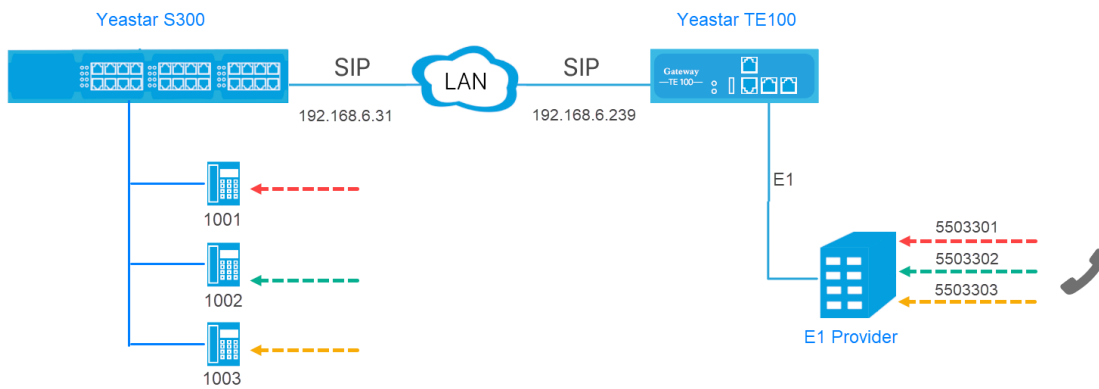 Yeastar S300
Yeastar TE100
SIP
LAN
SIP
Gateway
TE 100
192.168.6.31
192.168.6.239
E1
1001
1002
1003
5503301
5503302
5503303
E1 Provider